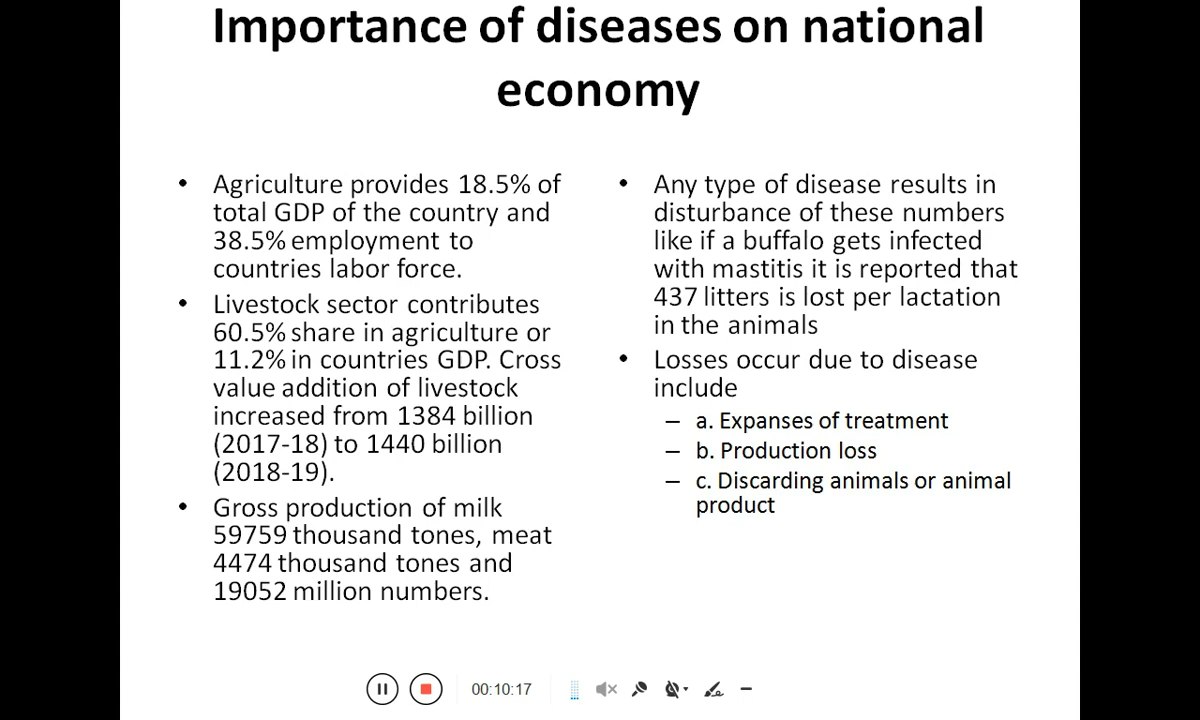 Importance of diseases on national
economy
• Agriculture provides 18.5% of
total GDP of the country and
38.5% employment to
countries labor force.
• Livestock sector contributes
60.5% share in agriculture or
11.2% in countries GDP. Cross
value addition of livestock
increased from 1384 billion
(2017-18) to 1440 billion
(2018-19).
• Gross production of milk
59759 thousand tones, meat
4474 thousand tones and
19052 million numbers.
• Any type of disease results in
disturbance of these numbers
like if a buffalo gets infected
with mastitis it is reported that
437 litters is lost per lactation
in the animals
• Losses occur due to disease
include
– a. Expanses of treatment
– b. Production loss
– c. Discarding animals or animal
product
00:10:17